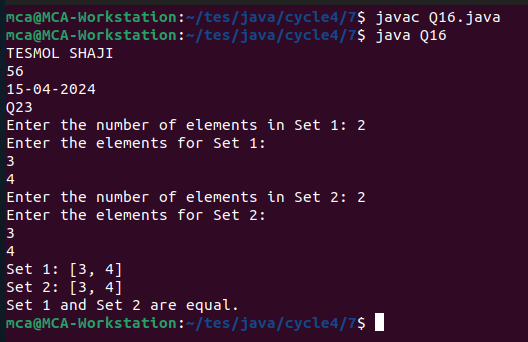 mca@MCA-Workstation:~/tes/java/cycle4/7$ javac Q16.java
mca@MCA-Workstation:~/tes/java/cycle4/7$ java Q16
TESMOL SHAJI
56
15-04-2024
Q23
Enter the number of elements in Set 1: 2
Enter the elements for Set 1:
3
4
Enter the number of elements in Set 2: 2
Enter the elements for Set 2:
3
4
Set 1: [3, 4]
Set 2: [3, 4]
Set 1 and Set 2 are equal.
mca@MCA-Workstation:~/tes/java/cycle4/7$